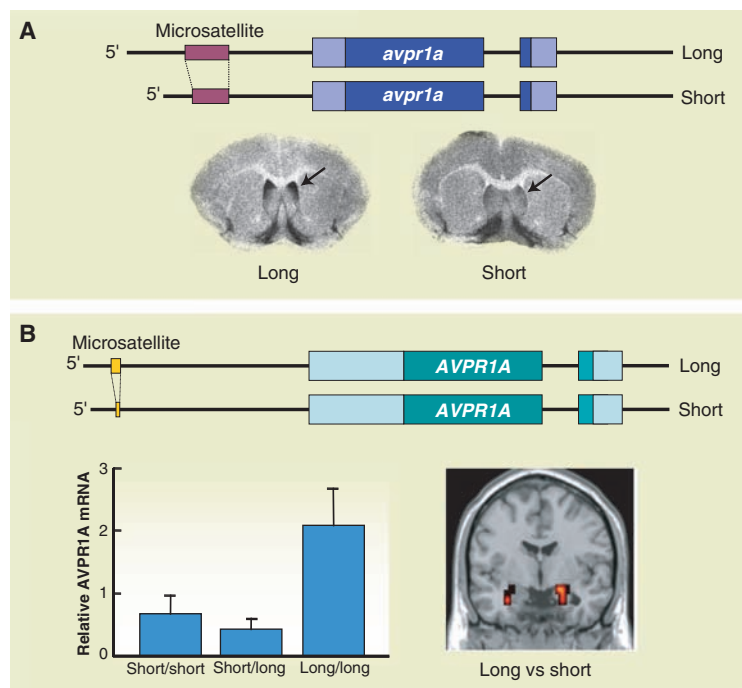 A
Microsatellite
5' avpr1a Long
5' avpr1a Short
Long Short
B
Microsatellite
5' AVPR1A Long
5' AVPR1A Short
Relative AVPR1A mRNA
3
2
1
0
Short/short Short/long Long/long
Long vs short